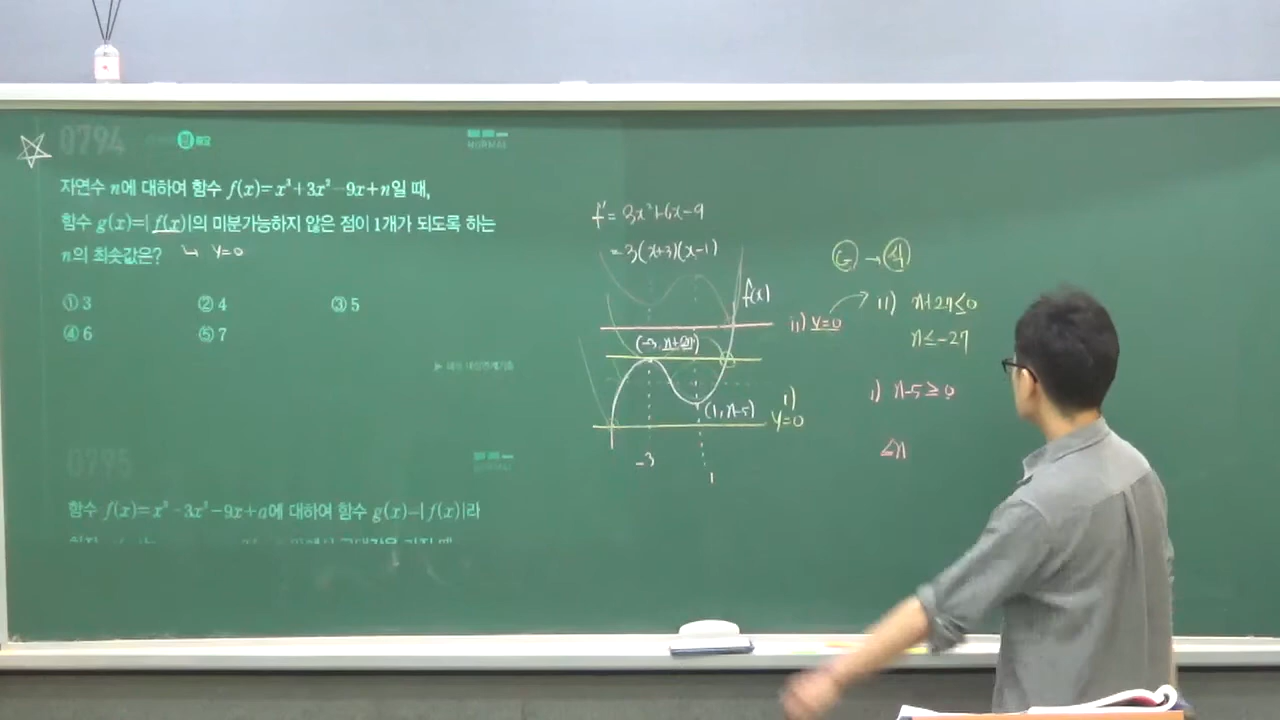 0794
중요
NORMAL
자연수 n에 대하여 함수 f(x)=x³+3x²-9x+n일 때,
함수 g(x)=|f(x)|의 미분가능하지 않은 점이 1개가 되도록 하는
n의 최솟값은?
↳ y=0
① 3 ② 4 ③ 5
④ 6 ⑤ 7
0795
NORMAL
함수 f(x)=x³-3x²-9x+a에 대하여 함수 g(x)=|f(x)|라
f'=3x²+6x-9
=3(x+3)(x-1)
f(x)
ii) y=0
(-3, n+27)
(1, n-5)
i) y=0
-3
1
G → 식
ii) n+27≤0
n≤-27
i) n-5≥0